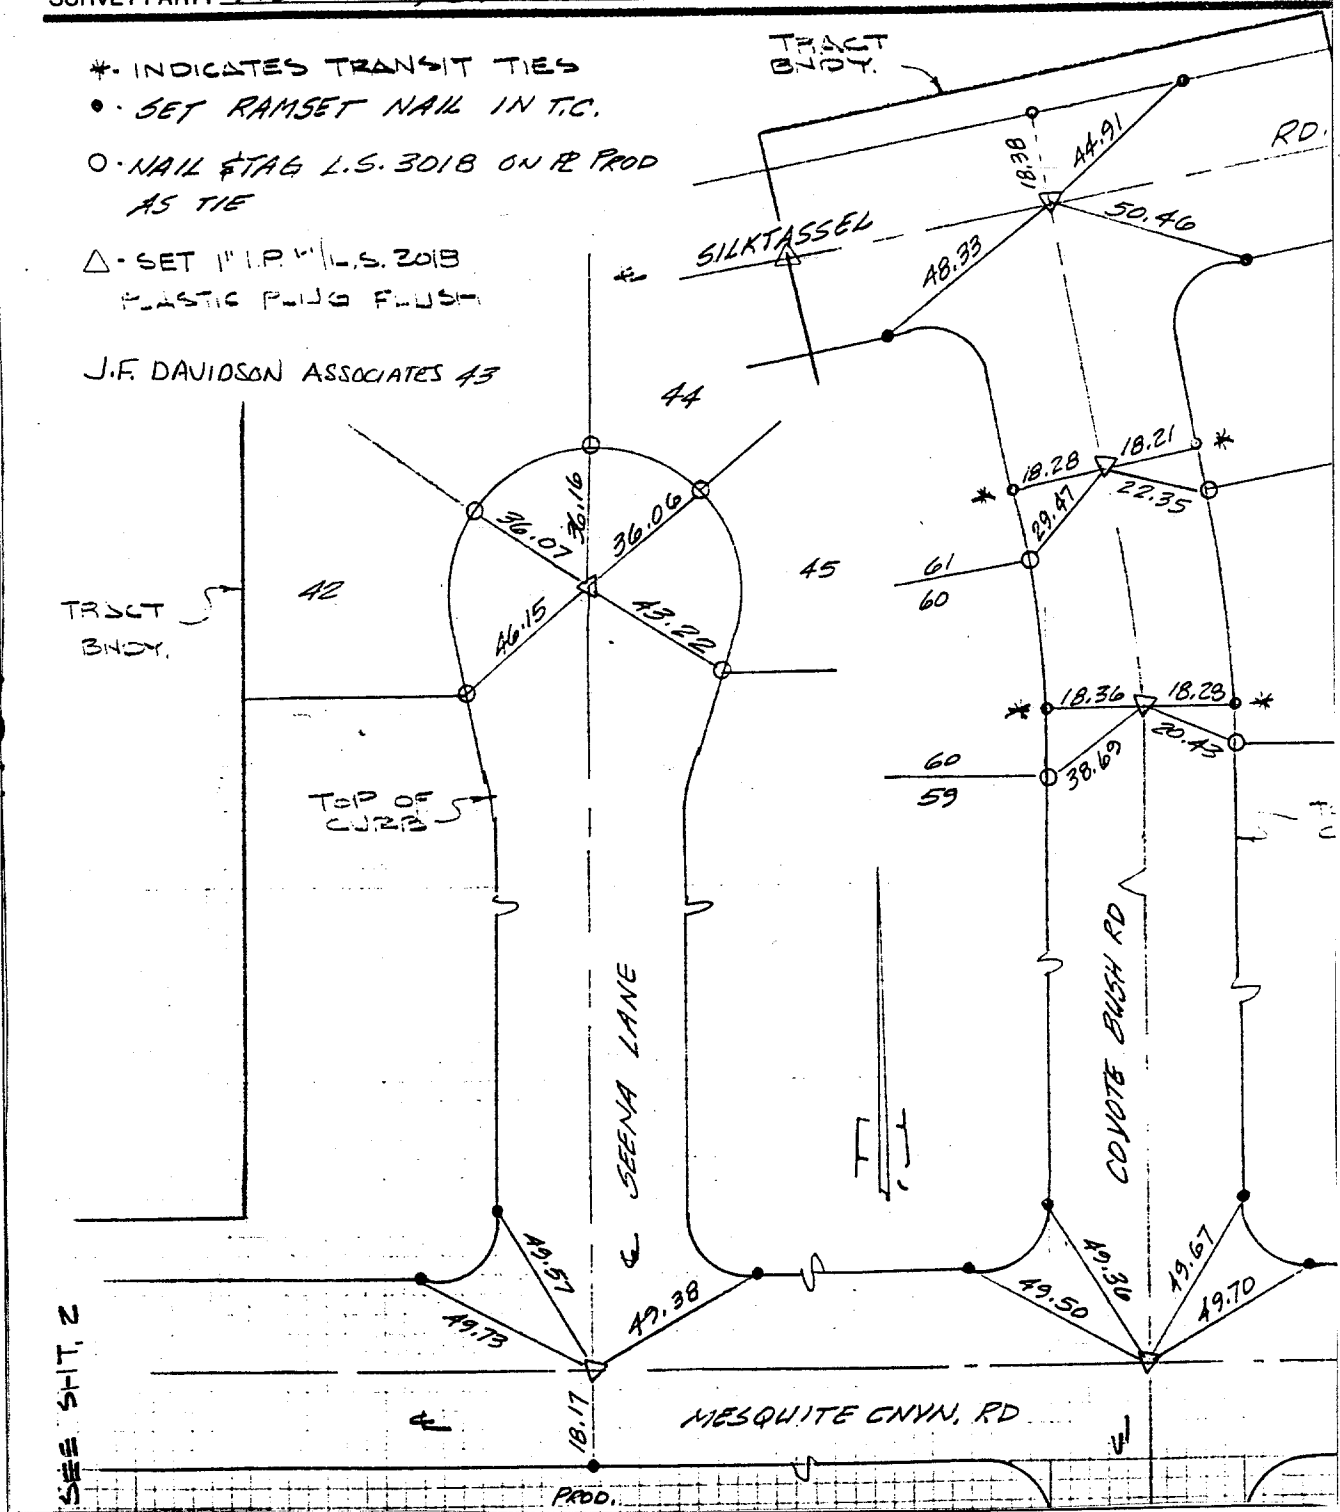 SURVEY PARTY
*- INDICATES TRANSIT TIES
● - SET RAMSET NAIL IN T.C.
O - NAIL & TAG L.S. 3018 ON PROD
AS TIE
△ - SET 1" I.P. W/ L.S. 3018
PLASTIC PLUG FLUSH
J.F. DAVIDSON ASSOCIATES 43
TRACT
BNDY.
RD.
18.38
44.91
50.46
48.33
SILKTASSEL
44
36.07
36.16
36.06
46.15
43.22
42
45
TRACT
BNDY.
18.28
18.21
*
*
29.47
22.35
61
60
*
18.36
18.28
*
38.69
20.43
60
59
TOP OF
CURB
SEENA LANE
COYOTE BUSH RD
49.57
49.73
49.38
49.50
49.36
49.67
49.70
18.17
MESQUITE CNYN. RD
SEE SHT. 2
PROD.